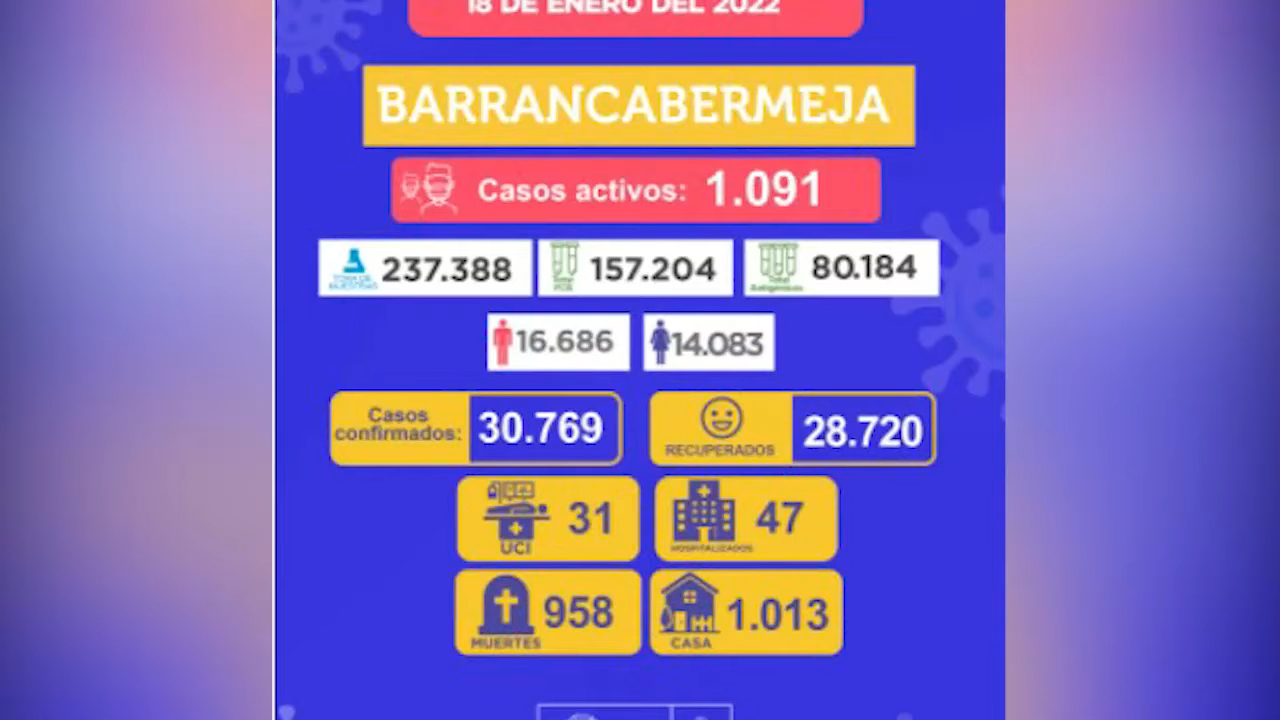 18 DE ENERO DEL 2022
BARRANCABERMEJA
Casos activos: 1.091
237.388
157.204
80.184
16.686
14.083
Casos
confirmados: 30.769
RECUPERADOS 28.720
UCI 31
HOSPITALIZADOS 47
MUERTES 958
CASA 1.013